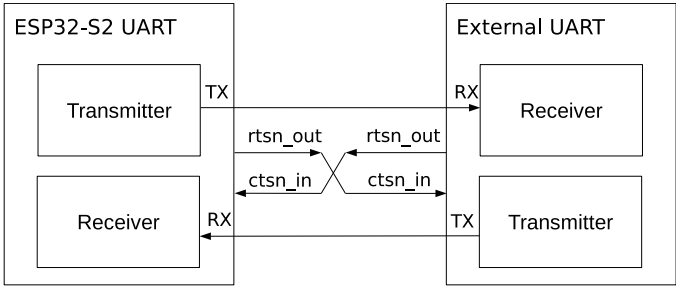 ESP32-S2 UART
External UART
Transmitter
TX
RX
Receiver
rtsn_out
rtsn_out
ctsn_in
ctsn_in
Receiver
RX
TX
Transmitter